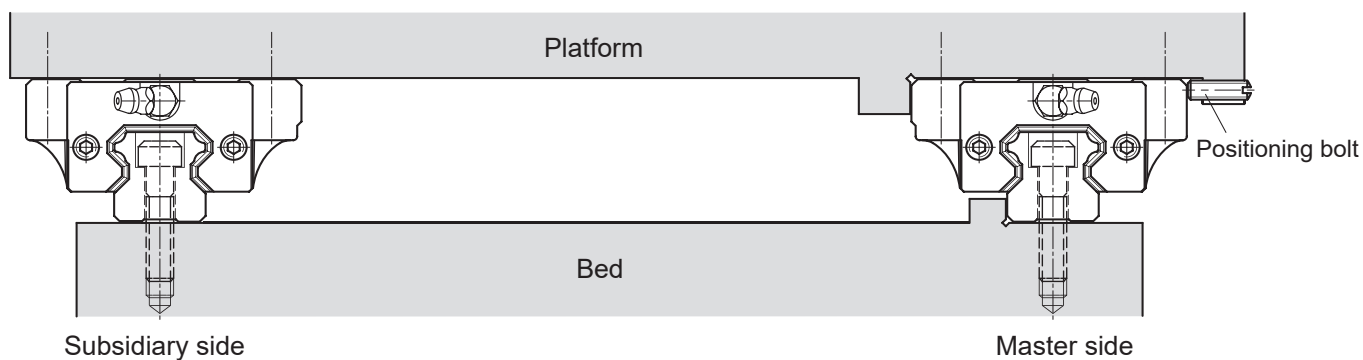 Platform
Positioning bolt
Bed
Subsidiary side
Master side